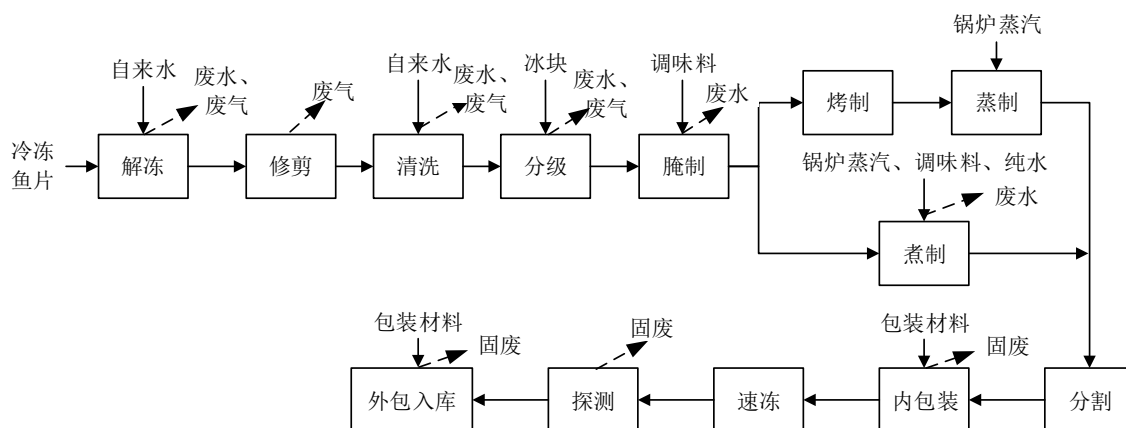 锅炉蒸汽
自来水
废水、
废气
废气
自来水
废水、
废气
冰块
废水、
废气
调味料
废水
烤制
蒸制
冷冻
鱼片
解冻
修剪
清洗
分级
腌制
锅炉蒸汽、调味料、纯水
废水
煮制
包装材料
固废
固废
包装材料
固废
外包入库
探测
速冻
内包装
分割